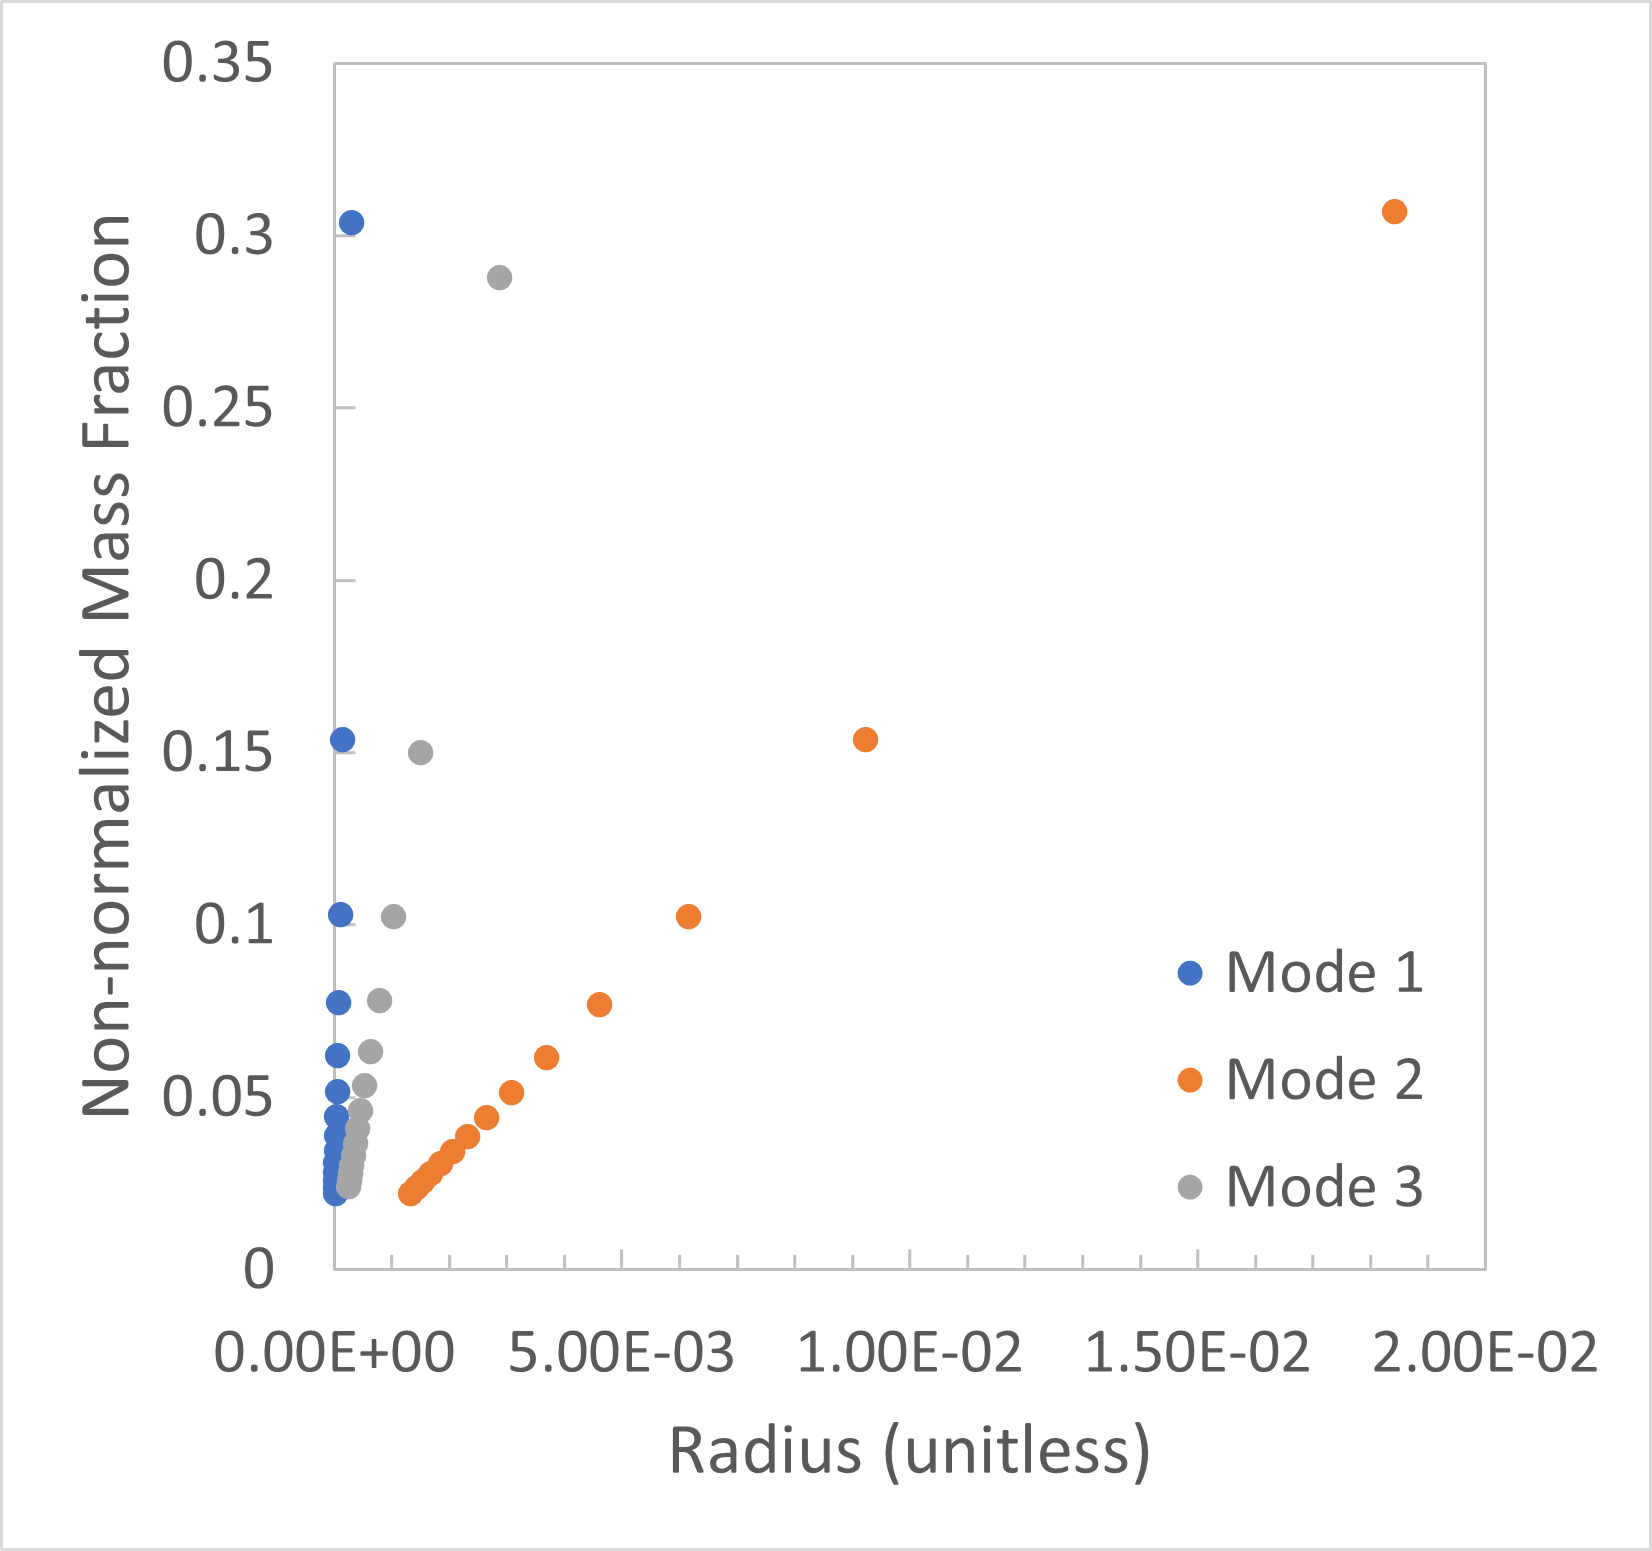 Non-normalized Mass Fraction
0.35
0.3
0.25
0.2
0.15
0.1
0.05
0
Mode 1
Mode 2
Mode 3
0.00E+00 5.00E-03 1.00E-02 1.50E-02 2.00E-02
Radius (unitless)